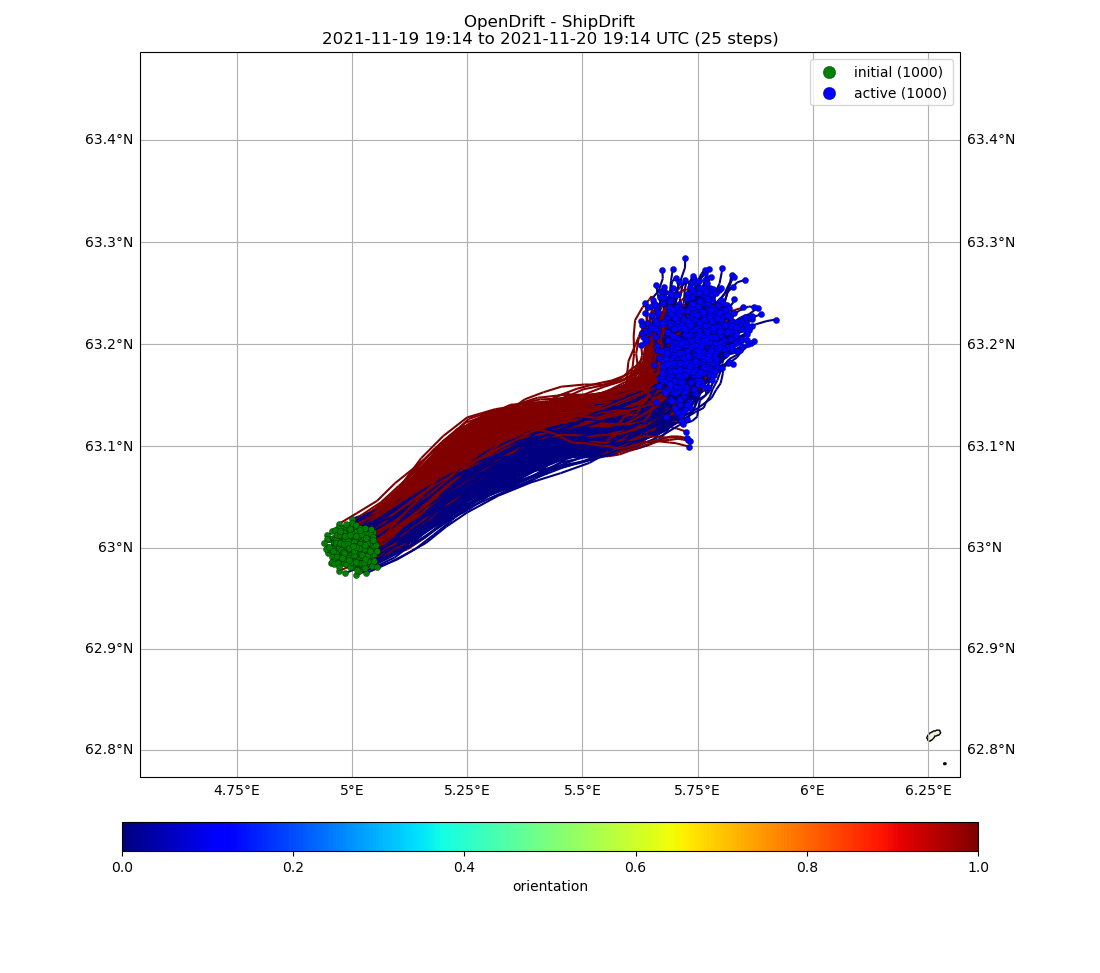 OpenDrift - ShipDrift
2021-11-19 19:14 to 2021-11-20 19:14 UTC (25 steps)
initial (1000)
active (1000)
63.4°N 63.4°N
63.3°N 63.3°N
63.2°N 63.2°N
63.1°N 63.1°N
63°N 63°N
62.9°N 62.9°N
62.8°N 62.8°N
4.75°E 5°E 5.25°E 5.5°E 5.75°E 6°E 6.25°E
0.0 0.2 0.4 0.6 0.8 1.0
orientation